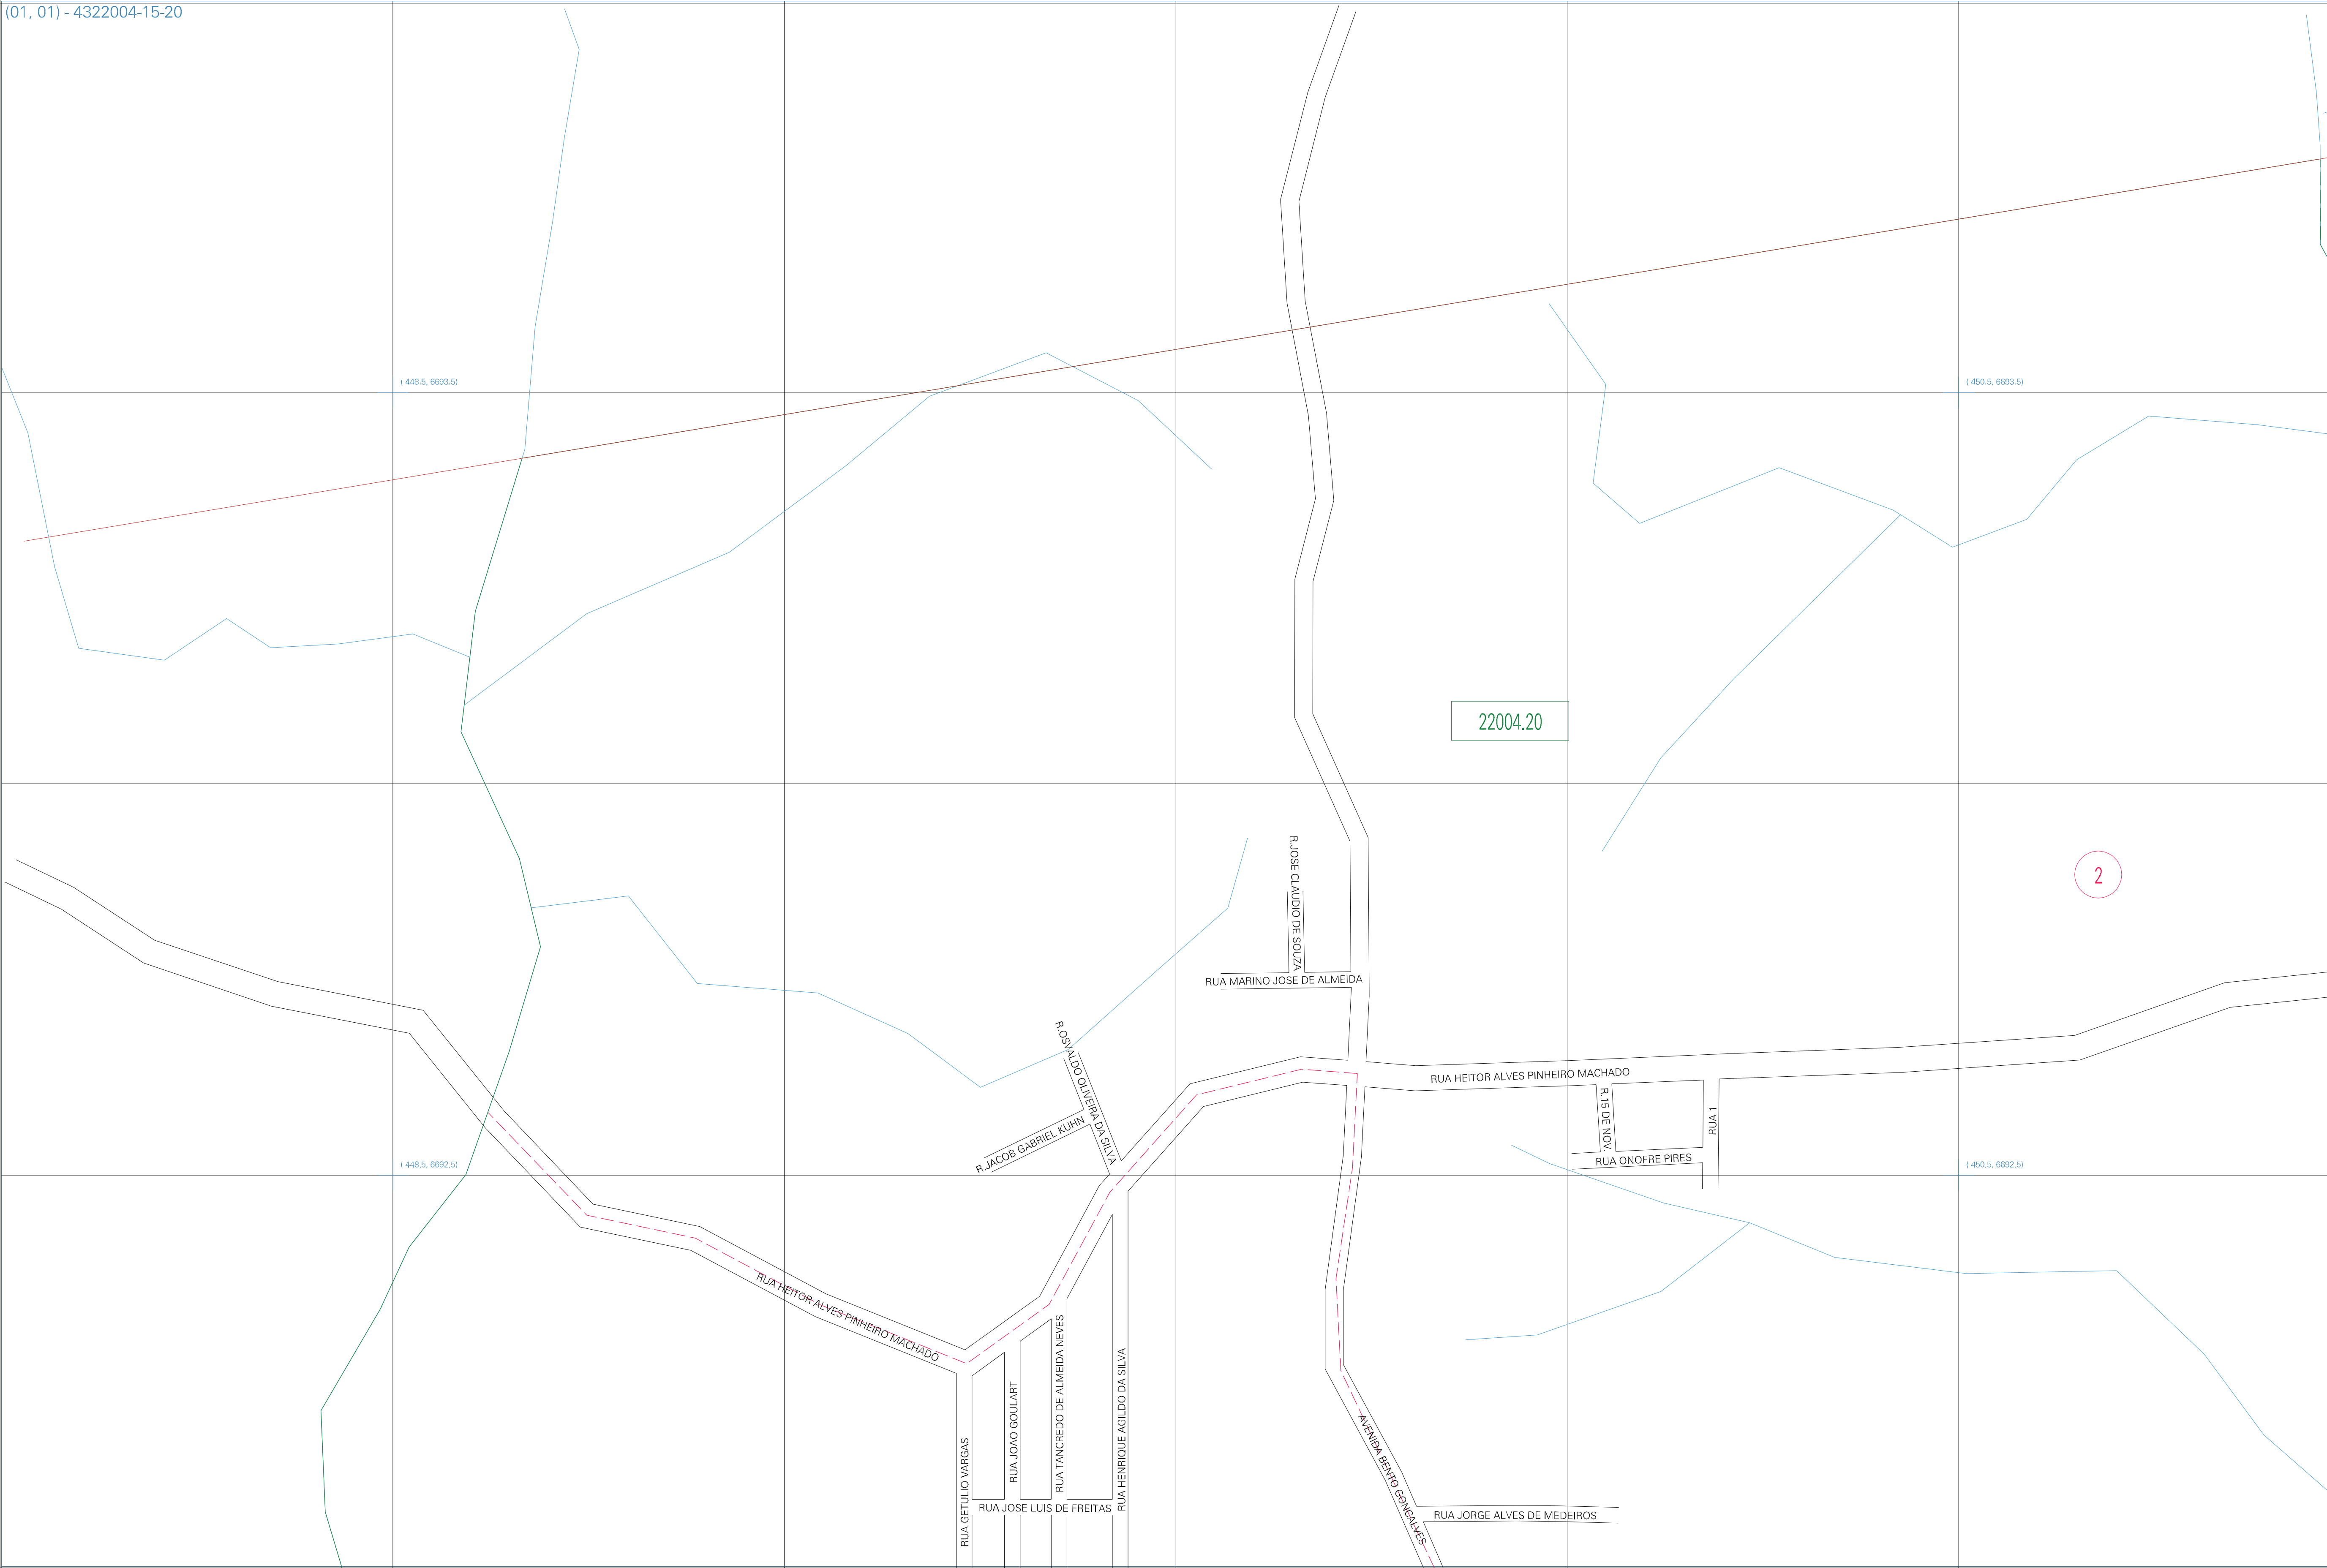 (01, 01) - 4322004-15-20
( 448.5, 6693.5)
( 450.5, 6693.5)
22004.20
2
R.JOSE CLAUDIO DE SOUZA
RUA MARINO JOSE DE ALMEIDA
R.OSVALDO OLIVEIRA DA SILVA
RUA HEITOR ALVES PINHEIRO MACHADO
R.15 DE NOV.
RUA 1
R.JACOB GABRIEL KUHN
RUA ONOFRE PIRES
( 448.5, 6692.5)
( 450.5, 6692.5)
RUA HEITOR ALVES PINHEIRO MACHADO
RUA GETULIO VARGAS
RUA JOAO GOULART
RUA TANCREDO DE ALMEIDA NEVES
RUA HENRIQUE AGILDO DA SILVA
AVENIDA BENTO GONCALVES
RUA JOSE LUIS DE FREITAS
RUA JORGE ALVES DE MEDEIROS